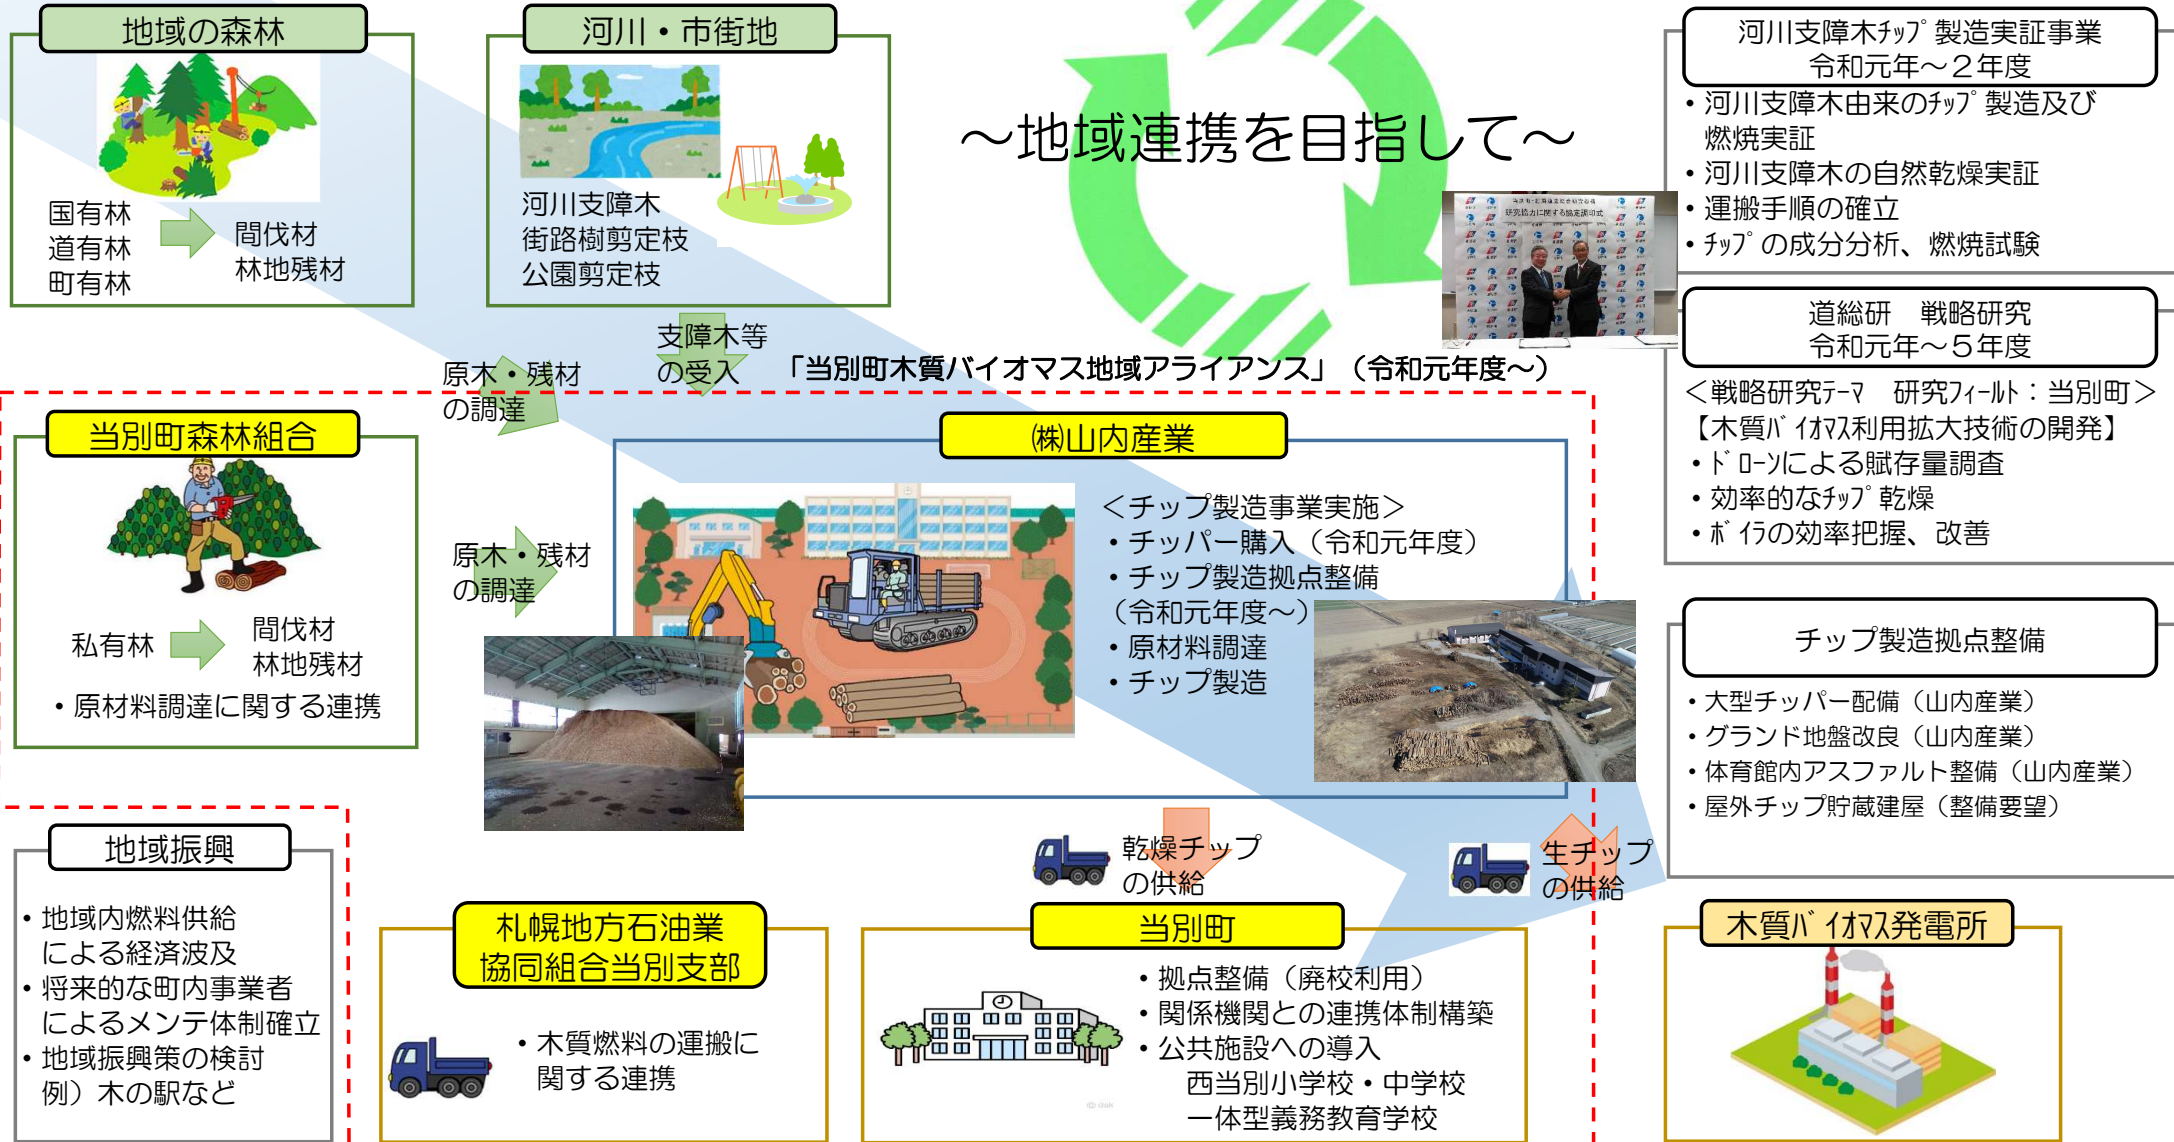 地域の森林
国有林
道有林
町有林
間伐材
林地残材
河川・市街地
河川支障木
街路樹剪定枝
公園剪定枝
～地域連携を目指して～
研究協力に関する協定調印式
河川支障木ﾁｯﾌﾟ製造実証事業
令和元年～２年度
・河川支障木由来のﾁｯﾌﾟ製造及び
燃焼実証
・河川支障木の自然乾燥実証
・運搬手順の確立
・ﾁｯﾌﾟの成分分析、燃焼試験
道総研　戦略研究
令和元年～５年度
＜戦略研究ﾃｰﾏ　研究ﾌｨｰﾙﾄ：当別町＞
【木質ﾊﾞｲｵﾏｽ利用拡大技術の開発】
・ﾄﾞﾛｰﾝによる賦存量調査
・効率的なﾁｯﾌﾟ乾燥
・ﾎﾞｲﾗの効率把握、改善
支障木等
の受入
原木・残材
の調達
「当別町木質バイオマス地域アライアンス」（令和元年度～）
当別町森林組合
私有林
間伐材
林地残材
・原材料調達に関する連携
原木・残材
の調達
㈱山内産業
＜チップ製造事業実施＞
・チッパー購入（令和元年度）
・チップ製造拠点整備
（令和元年度～）
・原材料調達
・チップ製造
チップ製造拠点整備
・大型チッパー配備（山内産業）
・グランド地盤改良（山内産業）
・体育館内アスファルト整備（山内産業）
・屋外チップ貯蔵建屋（整備要望）
地域振興
・地域内燃料供給
による経済波及
・将来的な町内事業者
によるメンテ体制確立
・地域振興策の検討
例）木の駅など
乾燥チップ
の供給
生チップ
の供給
札幌地方石油業
協同組合当別支部
・木質燃料の運搬に
関する連携
当別町
・拠点整備（廃校利用）
・関係機関との連携体制構築
・公共施設への導入
西当別小学校・中学校
一体型義務教育学校
木質ﾊﾞｲｵﾏｽ発電所